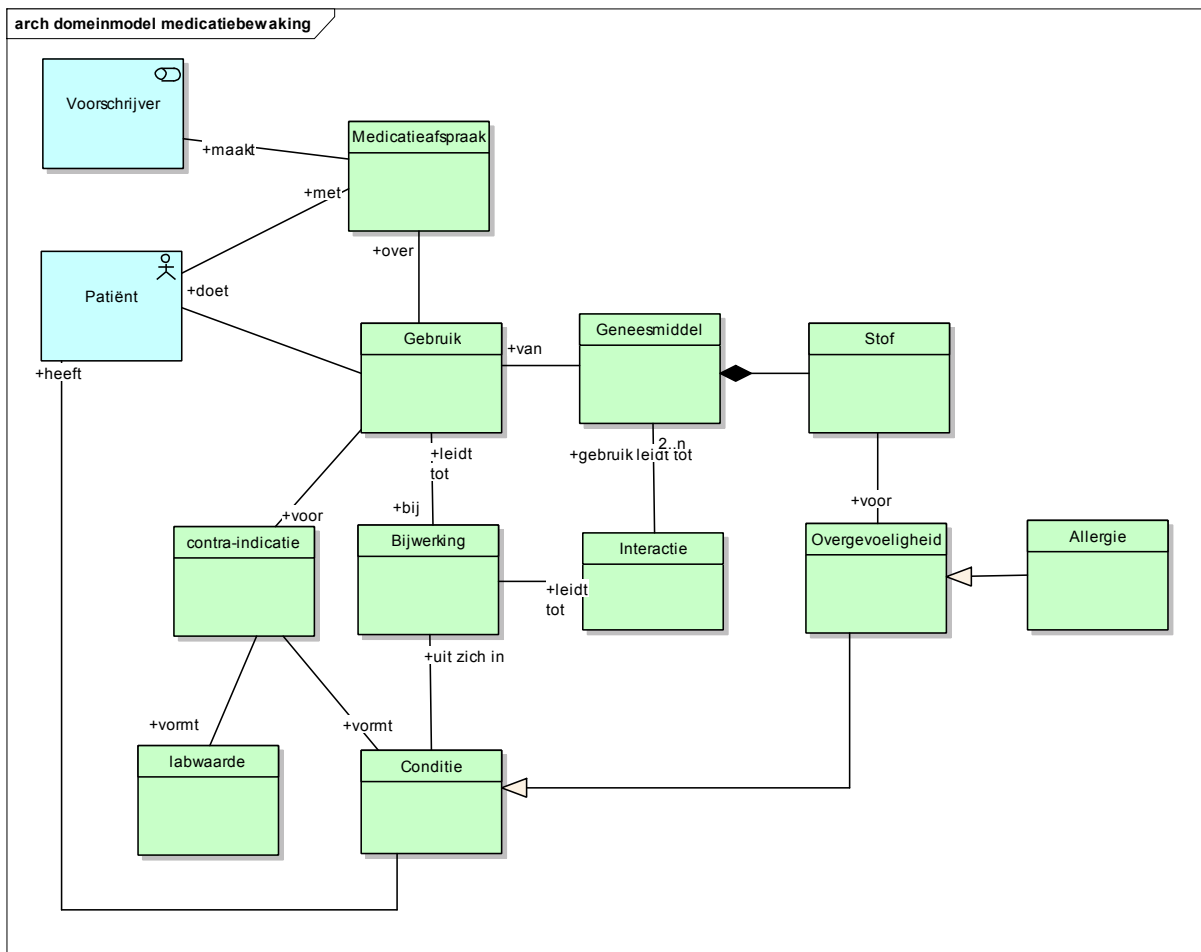 arch domeinmodel medicatiebewaking
Voorschrijver
+maakt
Medicatieafspraak
+met
+over
Patiënt
+doet
+heeft
Gebruik
+van
Geneesmiddel
Stof
2..n
+gebruik leidt tot
+leidt
tot
+bij
+voor
+voor
contra-indicatie
Bijwerking
Interactie
Overgevoeligheid
Allergie
+leidt
tot
+uit zich in
+vormt
+vormt
labwaarde
Conditie